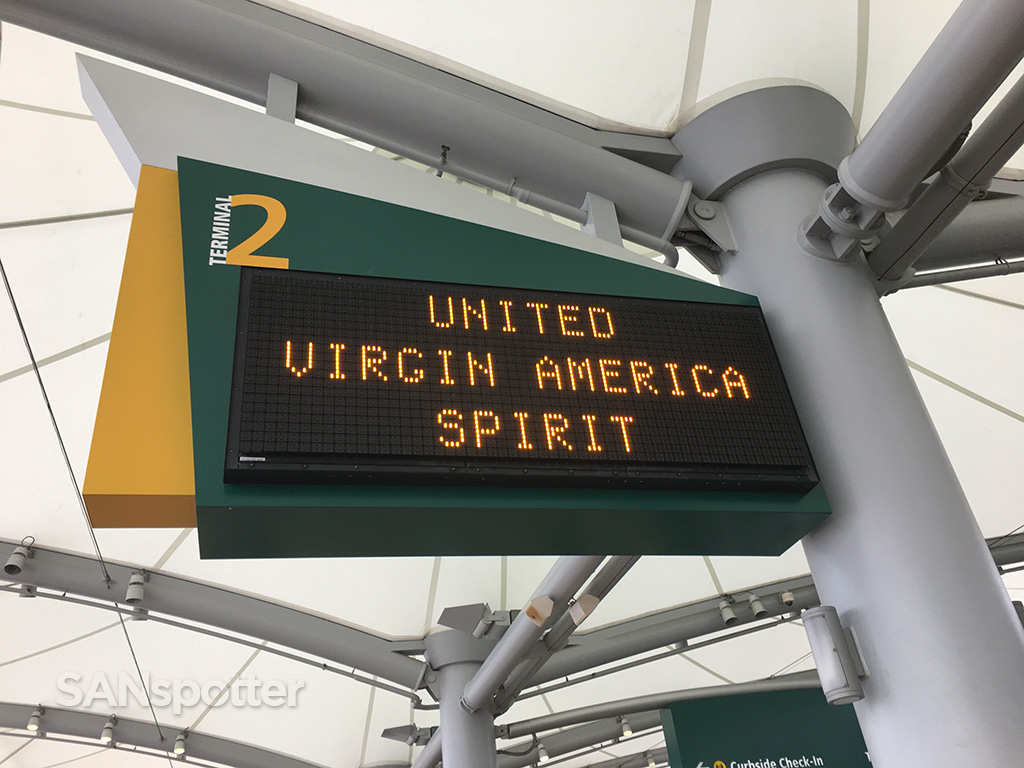 TERMINAL 2
UNITED
VIRGIN AMERICA
SPIRIT
SANspotter
Curbside Check-In